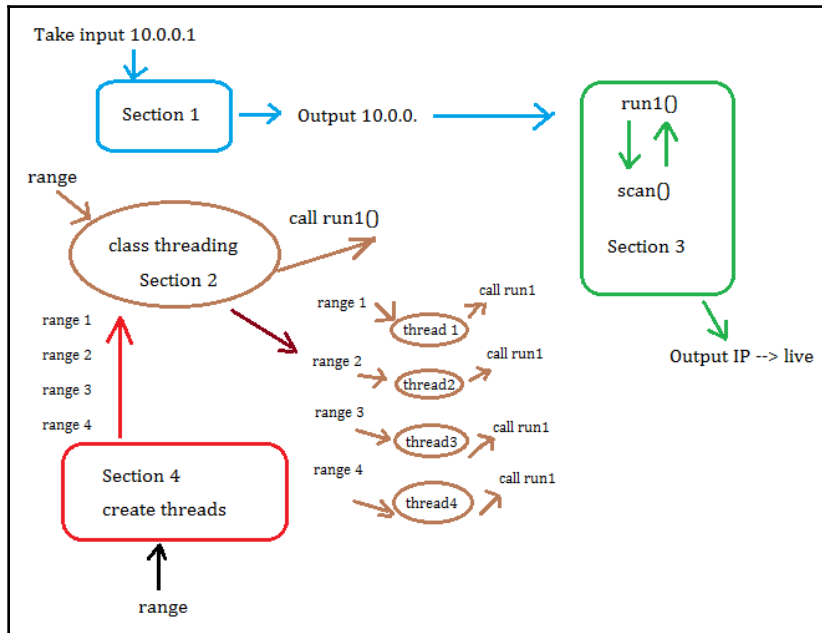 Take input 10.0.0.1
Section 1
Output 10.0.0.
run1()
scan()
Section 3
Output IP --> live
range
class threading
Section 2
call run1()
range 1
range 2
range 3
range 4
Section 4
create threads
range
range 1
thread 1
call run1
range 2
thread2
call run1
range 3
thread3
call run1
range 4
thread4
call run1